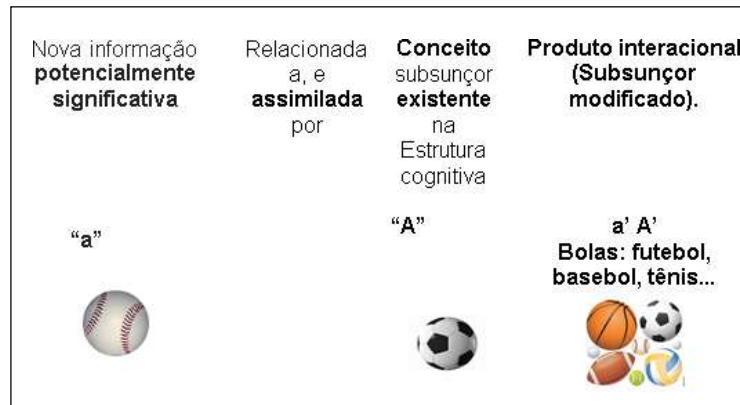 Nova informação
potencialmente
significativa
Relacionada
a, e
assimilada
por
Conceito
subsunçor
existente
na
Estrutura
cognitiva
Produto interacional
(Subsunçor
modificado).
“a”
“A”
a’ A’
Bolas: futebol,
basebol, tênis...